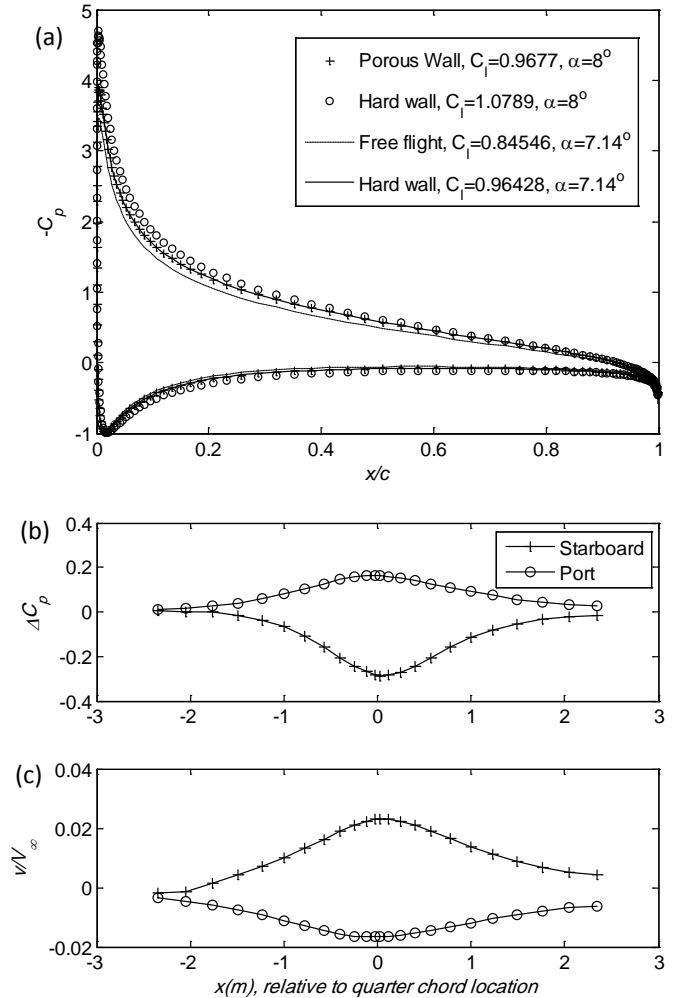 (a)
5
4
3
2
1
0
-1
-C_p
Porous Wall, C_l=0.9677, α=8°
Hard wall, C_l=1.0789, α=8°
Free flight, C_l=0.84546, α=7.14°
Hard wall, C_l=0.96428, α=7.14°
0 0.2 0.4 0.6 0.8 1
x/c
(b)
0.4
0.2
0
-0.2
-0.4
ΔC_p
Starboard
Port
-3 -2 -1 0 1 2 3
(c)
0.04
0.02
0
-0.02
v/V_∞
-3 -2 -1 0 1 2 3
x(m), relative to quarter chord location